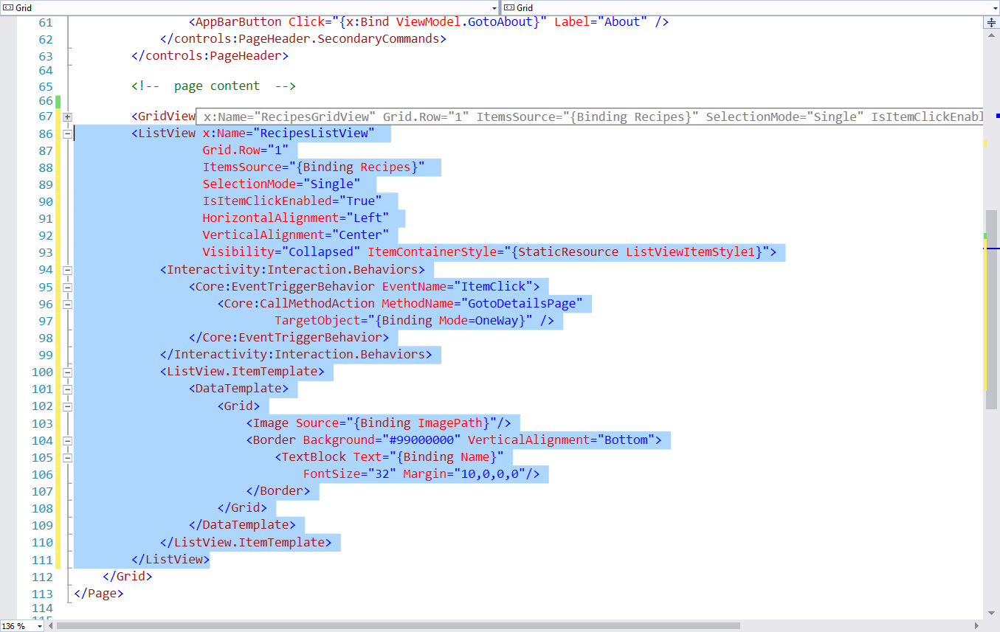 Grid
Grid
61 <AppBarButton Click="{x:Bind ViewModel.GotoAbout}" Label="About" />
62 </controls:PageHeader.SecondaryCommands>
63 </controls:PageHeader>
64
65 <!--  page content  -->
66
67 <GridView x:Name="RecipesGridView" Grid.Row="1" ItemsSource="{Binding Recipes}" SelectionMode="Single" IsItemClickEnabl
86 <ListView x:Name="RecipesListView"
87 Grid.Row="1"
88 ItemsSource="{Binding Recipes}"
89 SelectionMode="Single"
90 IsItemClickEnabled="True"
91 HorizontalAlignment="Left"
92 VerticalAlignment="Center"
93 Visibility="Collapsed" ItemContainerStyle="{StaticResource ListViewItemStyle1}">
94 <Interactivity:Interaction.Behaviors>
95 <Core:EventTriggerBehavior EventName="ItemClick">
96 <Core:CallMethodAction MethodName="GotoDetailsPage"
97 TargetObject="{Binding Mode=OneWay}" />
98 </Core:EventTriggerBehavior>
99 </Interactivity:Interaction.Behaviors>
100 <ListView.ItemTemplate>
101 <DataTemplate>
102 <Grid>
103 <Image Source="{Binding ImagePath}"/>
104 <Border Background="#99000000" VerticalAlignment="Bottom">
105 <TextBlock Text="{Binding Name}"
106 FontSize="32" Margin="10,0,0,0"/>
107 </Border>
108 </Grid>
109 </DataTemplate>
110 </ListView.ItemTemplate>
111 </ListView>
112 </Grid>
113 </Page>
114
115
136 %